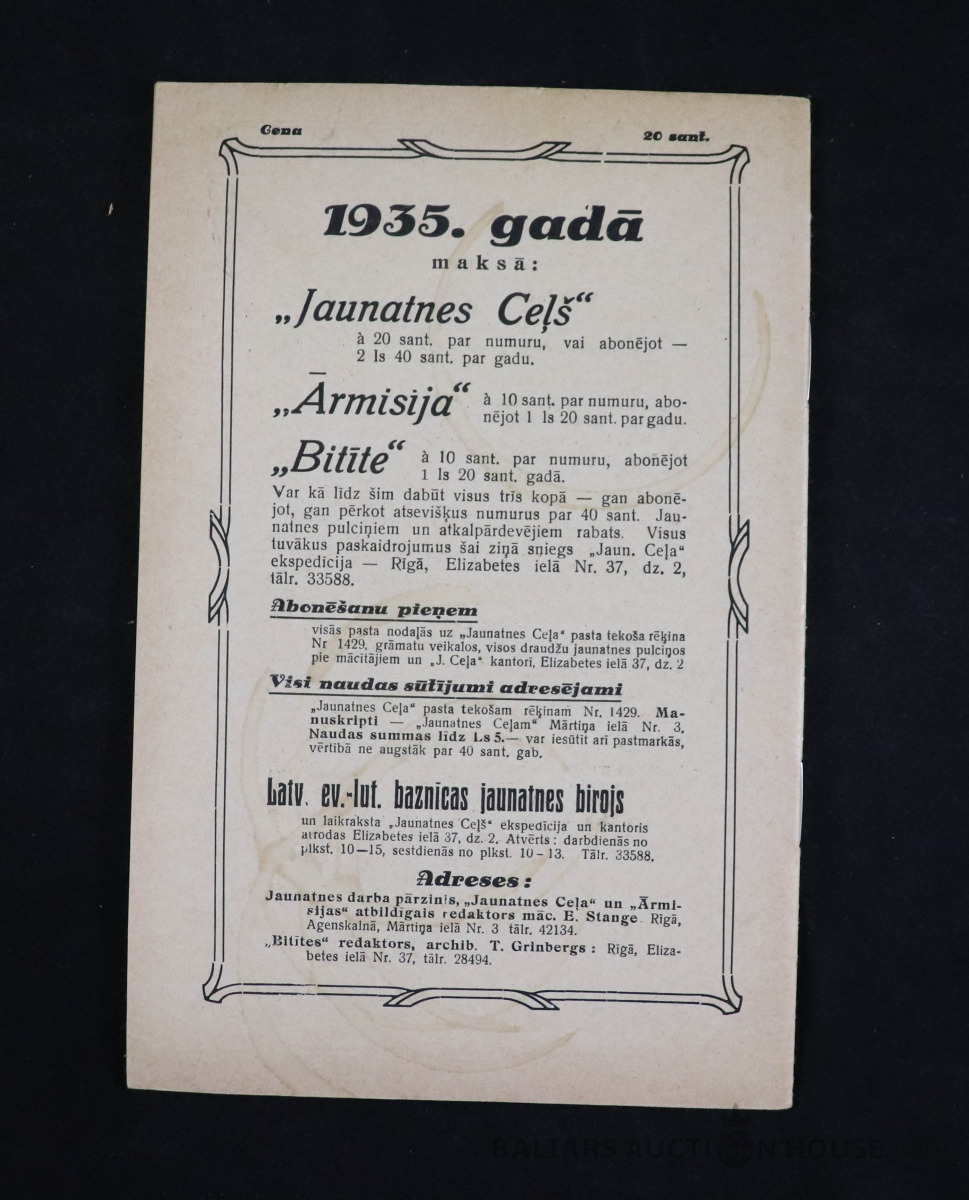 Cena 20 sant.
1935. gadā
maksā:
„Jaunatnes Ceļš“
à 20 sant. par numuru, vai abonējot —
2 ls 40 sant. par gadu.
„Ārmisija“ à 10 sant. par numuru, abo-
nējot 1 ls 20 sant. par gadu.
„Bitīte“ à 10 sant. par numuru, abonējot
1 ls 20 sant. gadā.
Var kā līdz šim dabūt visus trīs kopā — gan abonē-
jot, gan pērkot atsevišķus numurus par 40 sant. Jau-
natnes pulciņiem un atkalpārdevējiem rabats. Visus
tuvākus paskaidrojumus šai ziņā sniegs „Jaun. Ceļa“
ekspedīcija — Rīgā, Elizabetes ielā Nr. 37, dz. 2,
tālr. 33588.
Abonēšanu pieņem
visās pasta nodaļās uz „Jaunatnes Ceļa“ pasta tekoša rēķina
Nr 1429. grāmatu veikalos, visos draudžu jaunatnes pulciņos
pie mācītājiem un „J. Ceļa“ kantorī, Elizabetes ielā 37, dz. 2
Visi naudas sūtījumi adresējami
„Jaunatnes Ceļa“ pasta tekošam rēķinam Nr. 1429. Ma-
nuskripti — „Jaunatnes Ceļam“ Mārtiņa ielā Nr. 3.
Naudas summas līdz Ls 5.— var iesūtīt arī pastmarkās,
vērtībā ne augstāk par 40 sant. gab.
Latv. ev.-lut. baznīcas jaunatnes birojs
un laikraksta „Jaunatnes Ceļš“ ekspedīcija un kantoris
atrodas Elizabetes ielā 37, dz. 2. Atvērts: darbdienās no
plkst. 10—15, sestdienās no plkst. 10-13. Tālr. 33588.
Adreses:
Jaunatnes darba pārzinis, „Jaunatnes Ceļa“ un „Ārmi-
sijas“ atbildīgais redaktors māc. E. Stange. Rīgā,
Agenskalnā, Mārtiņa ielā Nr. 3 tālr. 42134.
„Bitītes“ redaktors, archib. T. Grīnbergs: Rīgā, Eliza-
betes ielā Nr. 37, tālr. 28494.
BALTARS AUCTION HOUSE